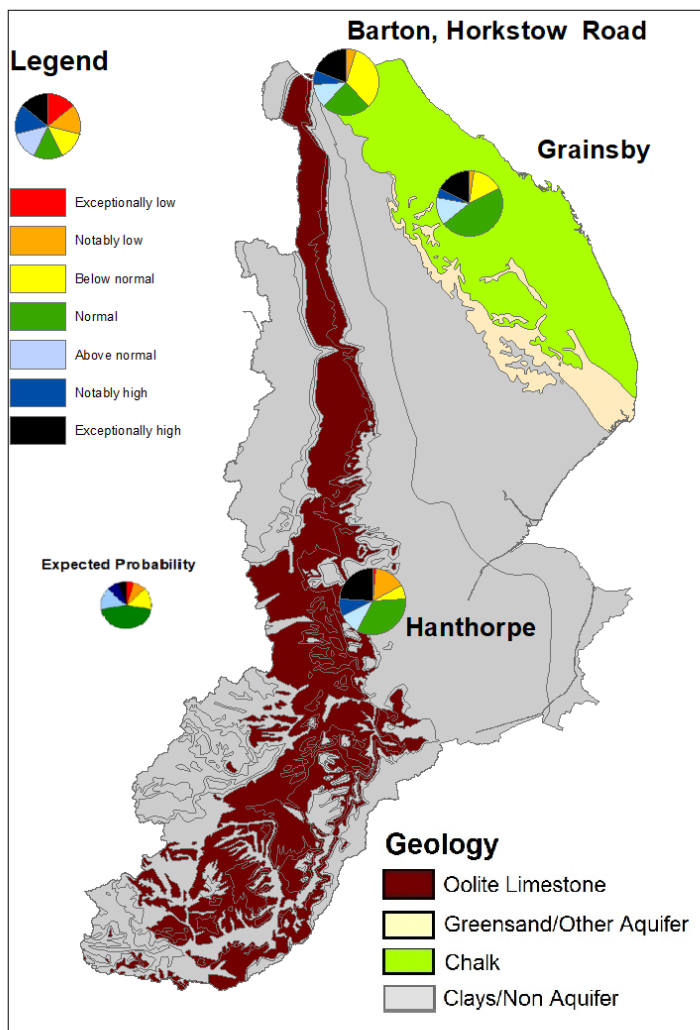 Barton, Horkstow Road
Legend
Grainsby
Exceptionally low
Notably low
Below normal
Normal
Above normal
Notably high
Exceptionally high
Expected Probability
Hanthorpe
Geology
Oolite Limestone
Greensand/Other Aquifer
Chalk
Clays/Non Aquifer